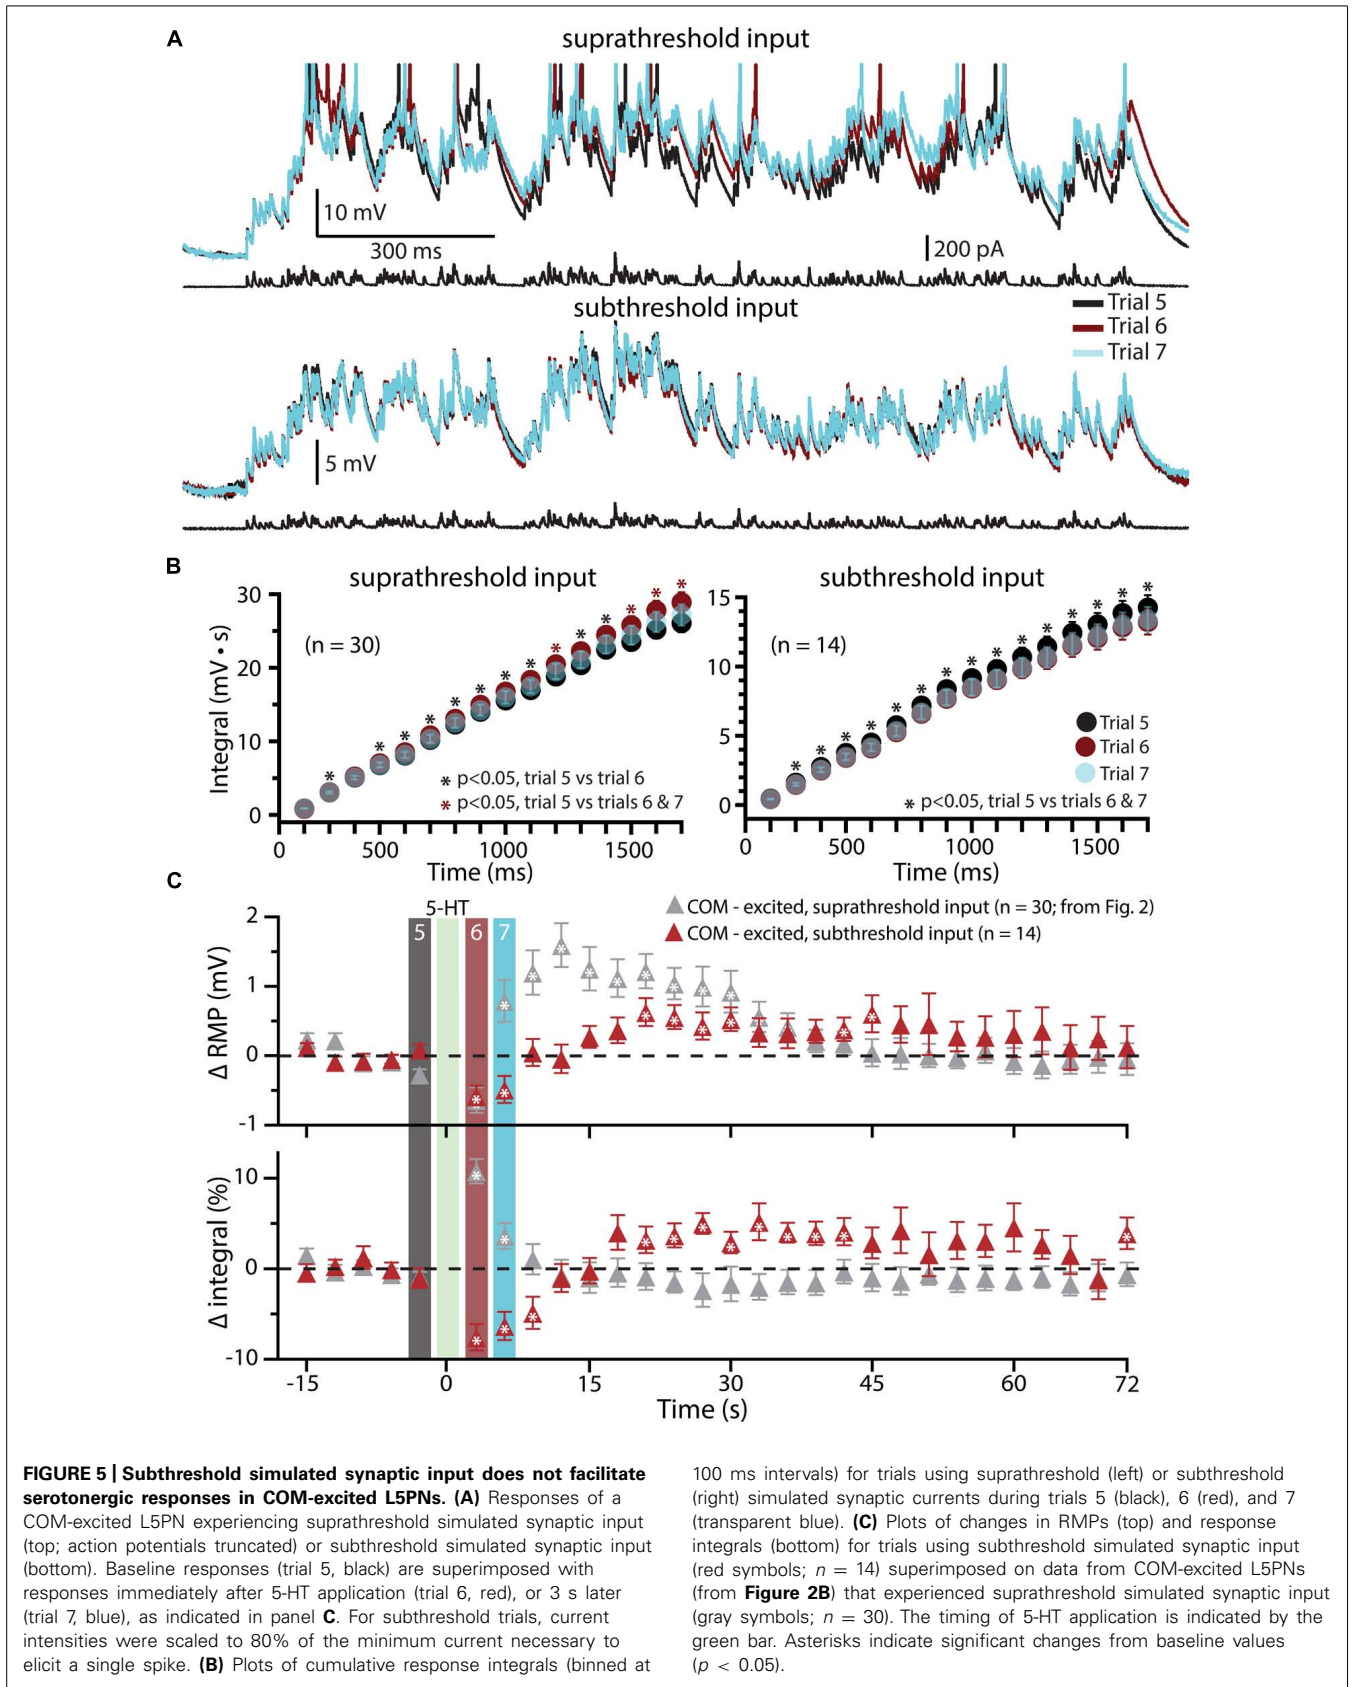 A
suprathreshold input
10 mV
300 ms
200 pA
subthreshold input
Trial 5
Trial 6
Trial 7
5 mV
B
suprathreshold input
30
20
10
0
Integral (mV • s)
(n = 30)
* p<0.05, trial 5 vs trial 6
* p<0.05, trial 5 vs trials 6 & 7
0 500 1000 1500
Time (ms)
subthreshold input
15
10
5
0
(n = 14)
Trial 5
Trial 6
Trial 7
* p<0.05, trial 5 vs trials 6 & 7
0 500 1000 1500
Time (ms)
C
5-HT
COM - excited, suprathreshold input (n = 30; from Fig. 2)
COM - excited, subthreshold input (n = 14)
5 6 7
2
1
0
-1
Δ RMP (mV)
10
0
-10
Δ integral (%)
-15 0 15 30 45 60 72
Time (s)
FIGURE 5 | Subthreshold simulated synaptic input does not facilitate
serotonergic responses in COM-excited L5PNs. (A) Responses of a
COM-excited L5PN experiencing suprathreshold simulated synaptic input
(top; action potentials truncated) or subthreshold simulated synaptic input
(bottom). Baseline responses (trial 5, black) are superimposed with
responses immediately after 5-HT application (trial 6, red), or 3 s later
(trial 7, blue), as indicated in panel C. For subthreshold trials, current
intensities were scaled to 80% of the minimum current necessary to
elicit a single spike. (B) Plots of cumulative response integrals (binned at
100 ms intervals) for trials using suprathreshold (left) or subthreshold
(right) simulated synaptic currents during trials 5 (black), 6 (red), and 7
(transparent blue). (C) Plots of changes in RMPs (top) and response
integrals (bottom) for trials using subthreshold simulated synaptic input
(red symbols; n = 14) superimposed on data from COM-excited L5PNs
(from Figure 2B) that experienced suprathreshold simulated synaptic input
(gray symbols; n = 30). The timing of 5-HT application is indicated by the
green bar. Asterisks indicate significant changes from baseline values
(p < 0.05).